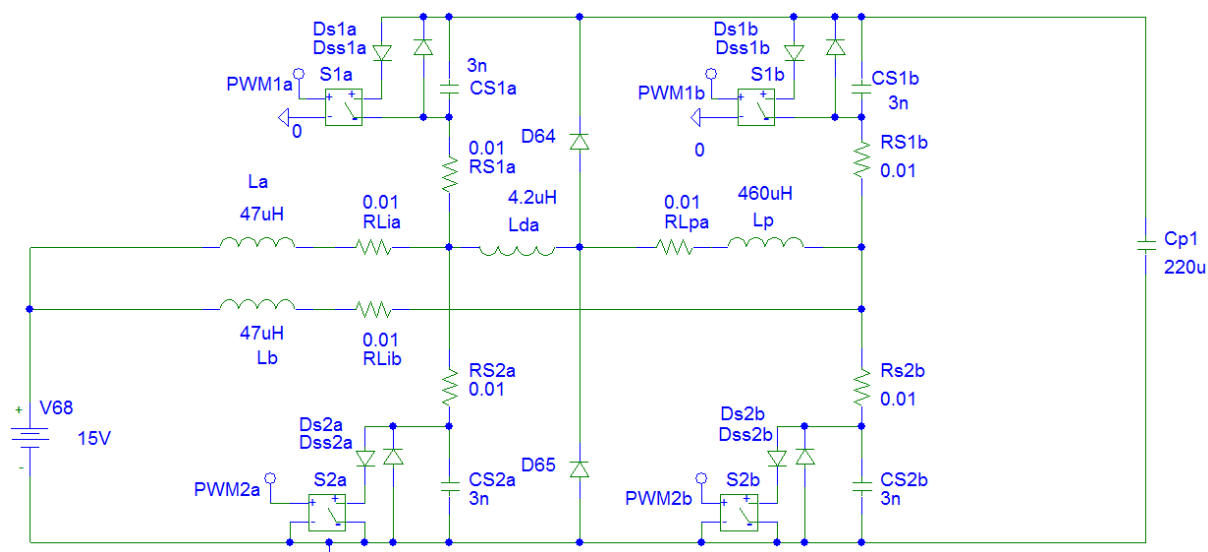 Ds1a
Dss1a
3n
CS1a
PWM1a
S1a
+
+
-
-
0
0.01
RS1a
D64
Ds1b
Dss1b
CS1b
3n
PWM1b
S1b
+
+
-
-
0
RS1b
0.01
La
47uH
0.01
RLia
4.2uH
Lda
0.01
RLpa
460uH
Lp
Cp1
220u
47uH
Lb
0.01
RLib
RS2a
0.01
Rs2b
0.01
+
V68
15V
-
Ds2a
Dss2a
PWM2a
S2a
+
+
-
-
CS2a
3n
D65
Ds2b
Dss2b
PWM2b
S2b
+
+
-
-
CS2b
3n